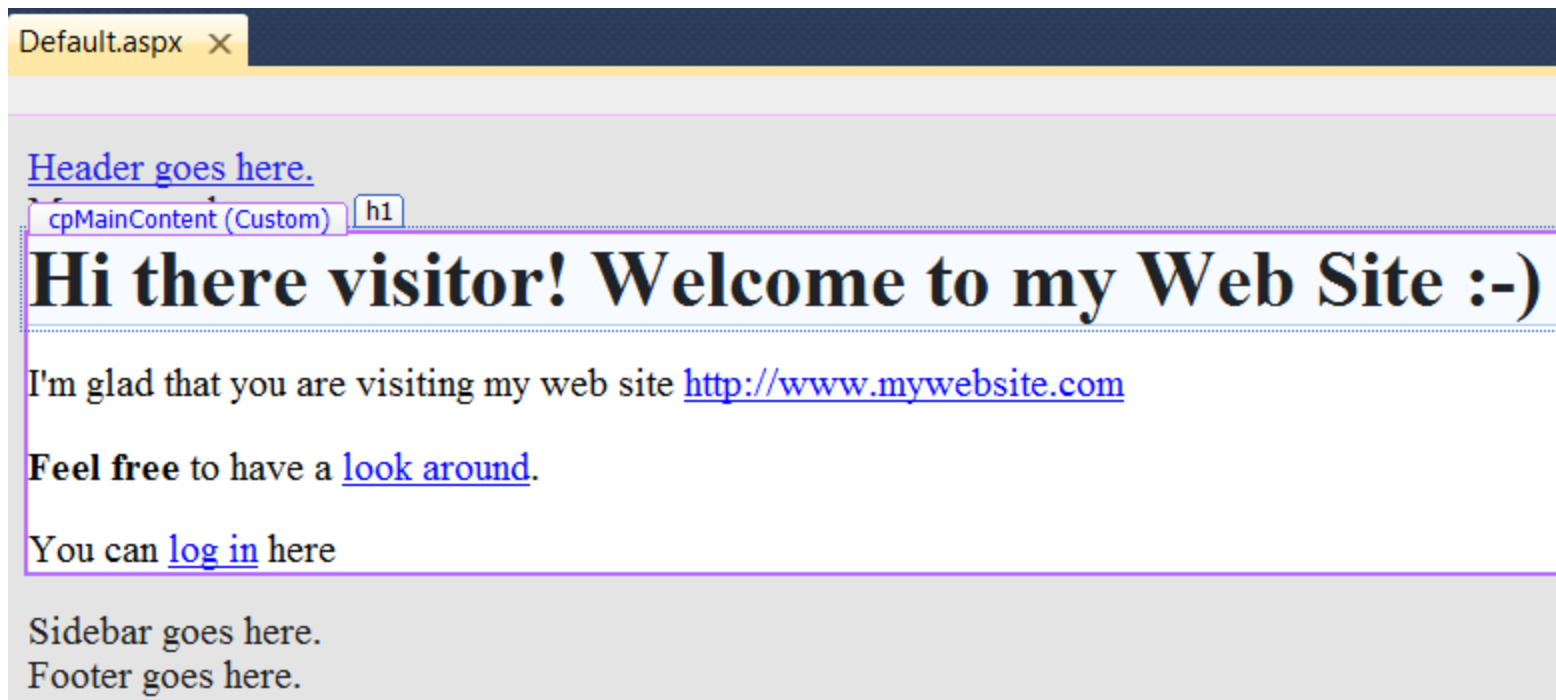 Default.aspx
Header goes here.
cpMainContent (Custom) h1
Hi there visitor! Welcome to my Web Site :-)
I'm glad that you are visiting my web site http://www.mywebsite.com
Feel free to have a look around.
You can log in here
Sidebar goes here.
Footer goes here.